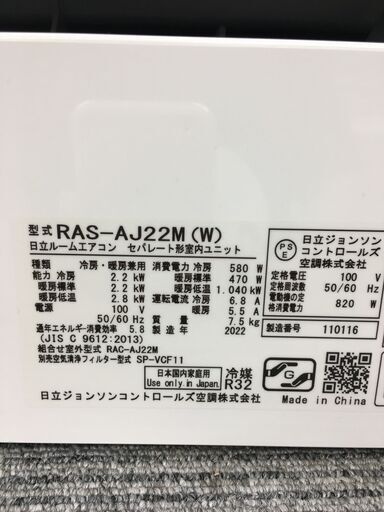 型式 RAS-AJ22M(W)
日立ルームエアコン セパレート形室内ユニット
種類 冷房・暖房兼用
能力 冷房 2.2 kW
暖房標準 2.2 kW
暖房低温 2.8 kW
電源 100 V
50/60 Hz
通年エネルギー消費効率 5.8
(JIS C 9612:2013)
消費電力 冷房 580 W
暖房標準 470 W
暖房低温 1.040 kW
運転電流 冷房 6.8 A
暖房 5.5 A
質量 7.5 kg
製造年 2022
組合せ室外型式 RAC-AJ22M
別売空気清浄フィルター型式 SP-VCF11
日本国内家庭用
Use only in Japan.
冷媒
R32
日立ジョンソンコントロールズ空調株式会社
PS
E
日立ジョンソン
コントロールズ
空調株式会社
定格電圧 100 V
定格周波数 50/60 Hz
電動機の定格消費電力 820 W
製造番号 110116
G
Made in China